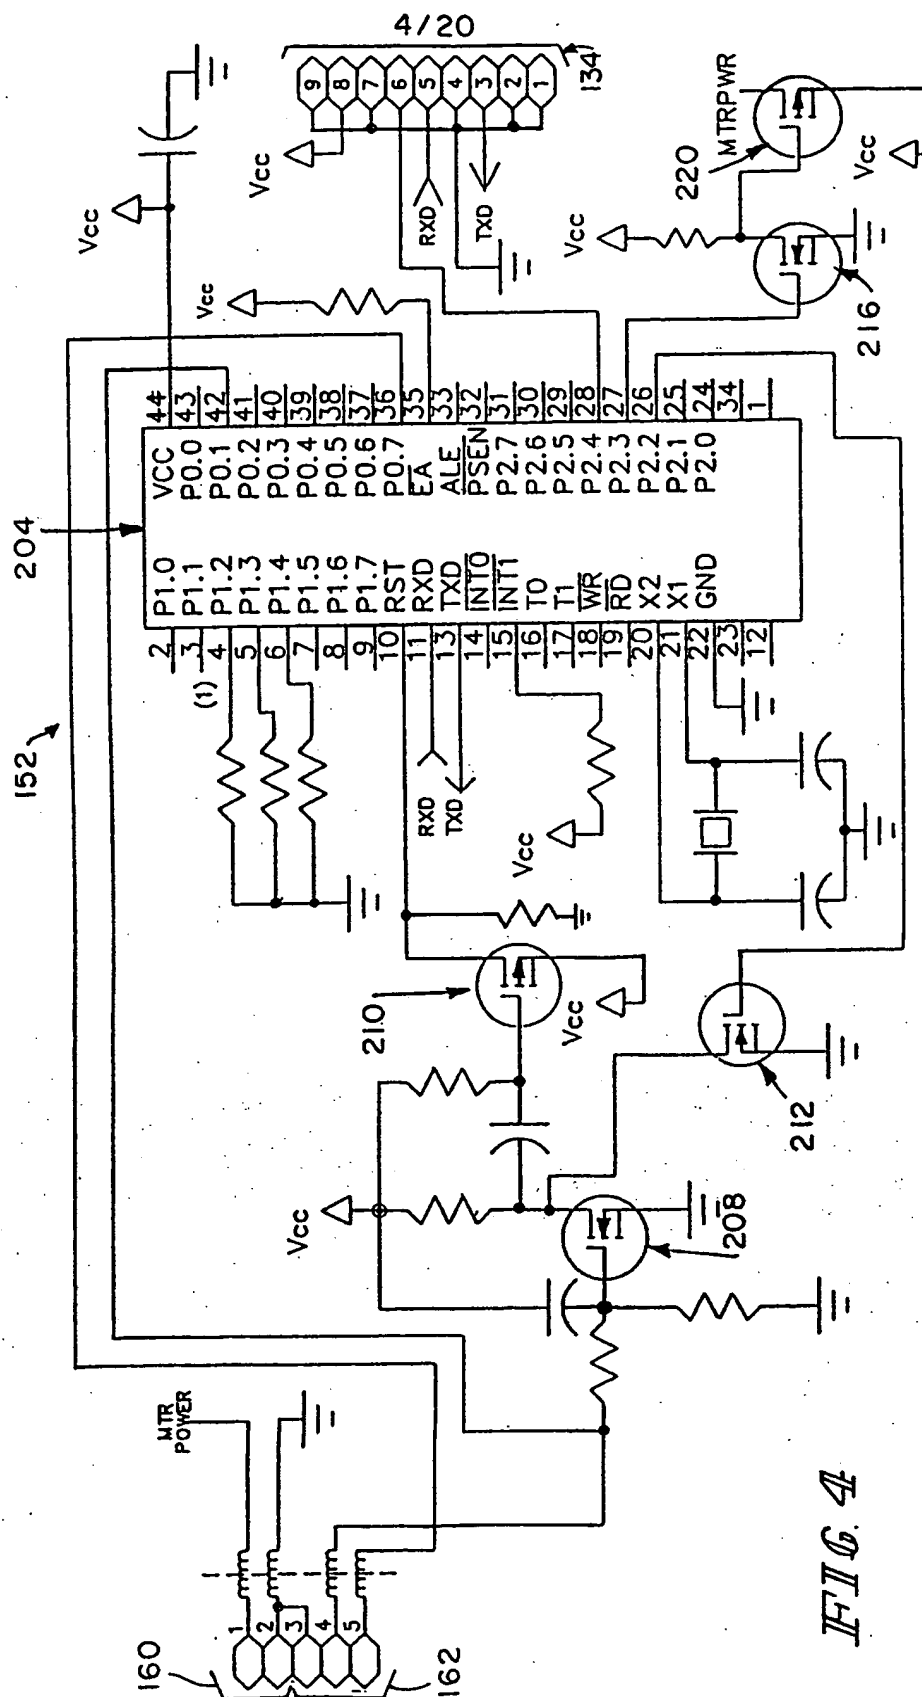 4/20
134
9
8
7
6
5
4
3
2
1
Vcc
Vcc
Vcc
RXD
TXD
MTRPWR
220
Vcc
Vcc
216
44
43
42
41
40
39
38
37
36
35
33
32
31
30
29
28
27
26
25
24
34
1
VCC
P0.0
P0.1
P0.2
P0.3
P0.4
P0.5
P0.6
P0.7
EA
ALE
PSEN
P2.7
P2.6
P2.5
P2.4
P2.3
P2.2
P2.1
P2.0
204
P1.0
P1.1
P1.2
P1.3
P1.4
P1.5
P1.6
P1.7
RST
RXD
TXD
INT0
INT1
T0
T1
WR
RD
X2
X1
GND
2
3
4
5
6
7
8
9
10
11
13
14
15
16
17
18
19
20
21
22
23
12
(1)
152
RXD
TXD
Vcc
210
Vcc
212
Vcc
208
MTR
POWER
1
2
3
4
5
160
162
FIG. 4